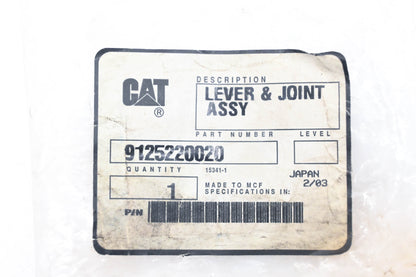 CAT ®
DESCRIPTION
LEVER & JOINT
ASSY
PART NUMBER LEVEL
9125220020
QUANTITY 15341-1
1 MADE TO MCF SPECIFICATIONS IN: JAPAN 2/03
P/N